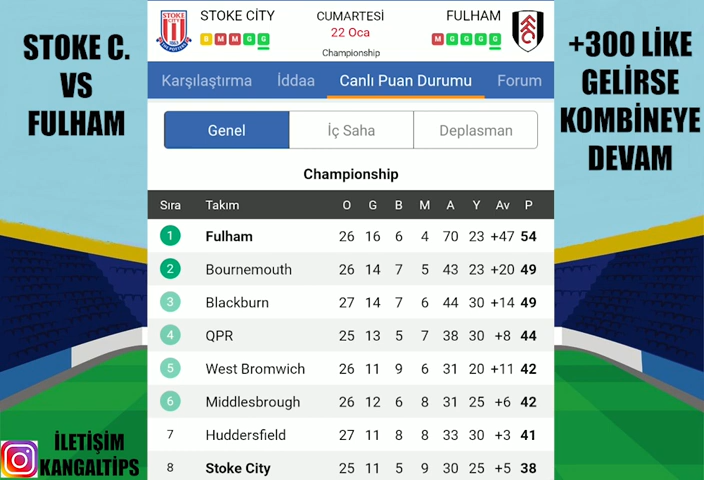 STOKE C.
VS
FULHAM
STOKE CITY
B M M G G
CUMARTESİ
22 Oca
Championship
FULHAM
M G G G G
+300 LİKE
GELİRSE
KOMBİNEYE
DEVAM
Karşılaştırma İddaa Canlı Puan Durumu Forum
Genel İç Saha Deplasman
Championship
Sıra Takım O G B M A Y Av P
1 Fulham 26 16 6 4 70 23 +47 54
2 Bournemouth 26 14 7 5 43 23 +20 49
3 Blackburn 27 14 7 6 44 30 +14 49
4 QPR 25 13 5 7 38 30 +8 44
5 West Bromwich 26 11 9 6 31 20 +11 42
6 Middlesbrough 26 12 6 8 31 25 +6 42
7 Huddersfield 27 11 8 8 33 30 +3 41
8 Stoke City 25 11 5 9 30 25 +5 38
İLETİŞİM
KANGALTİPS